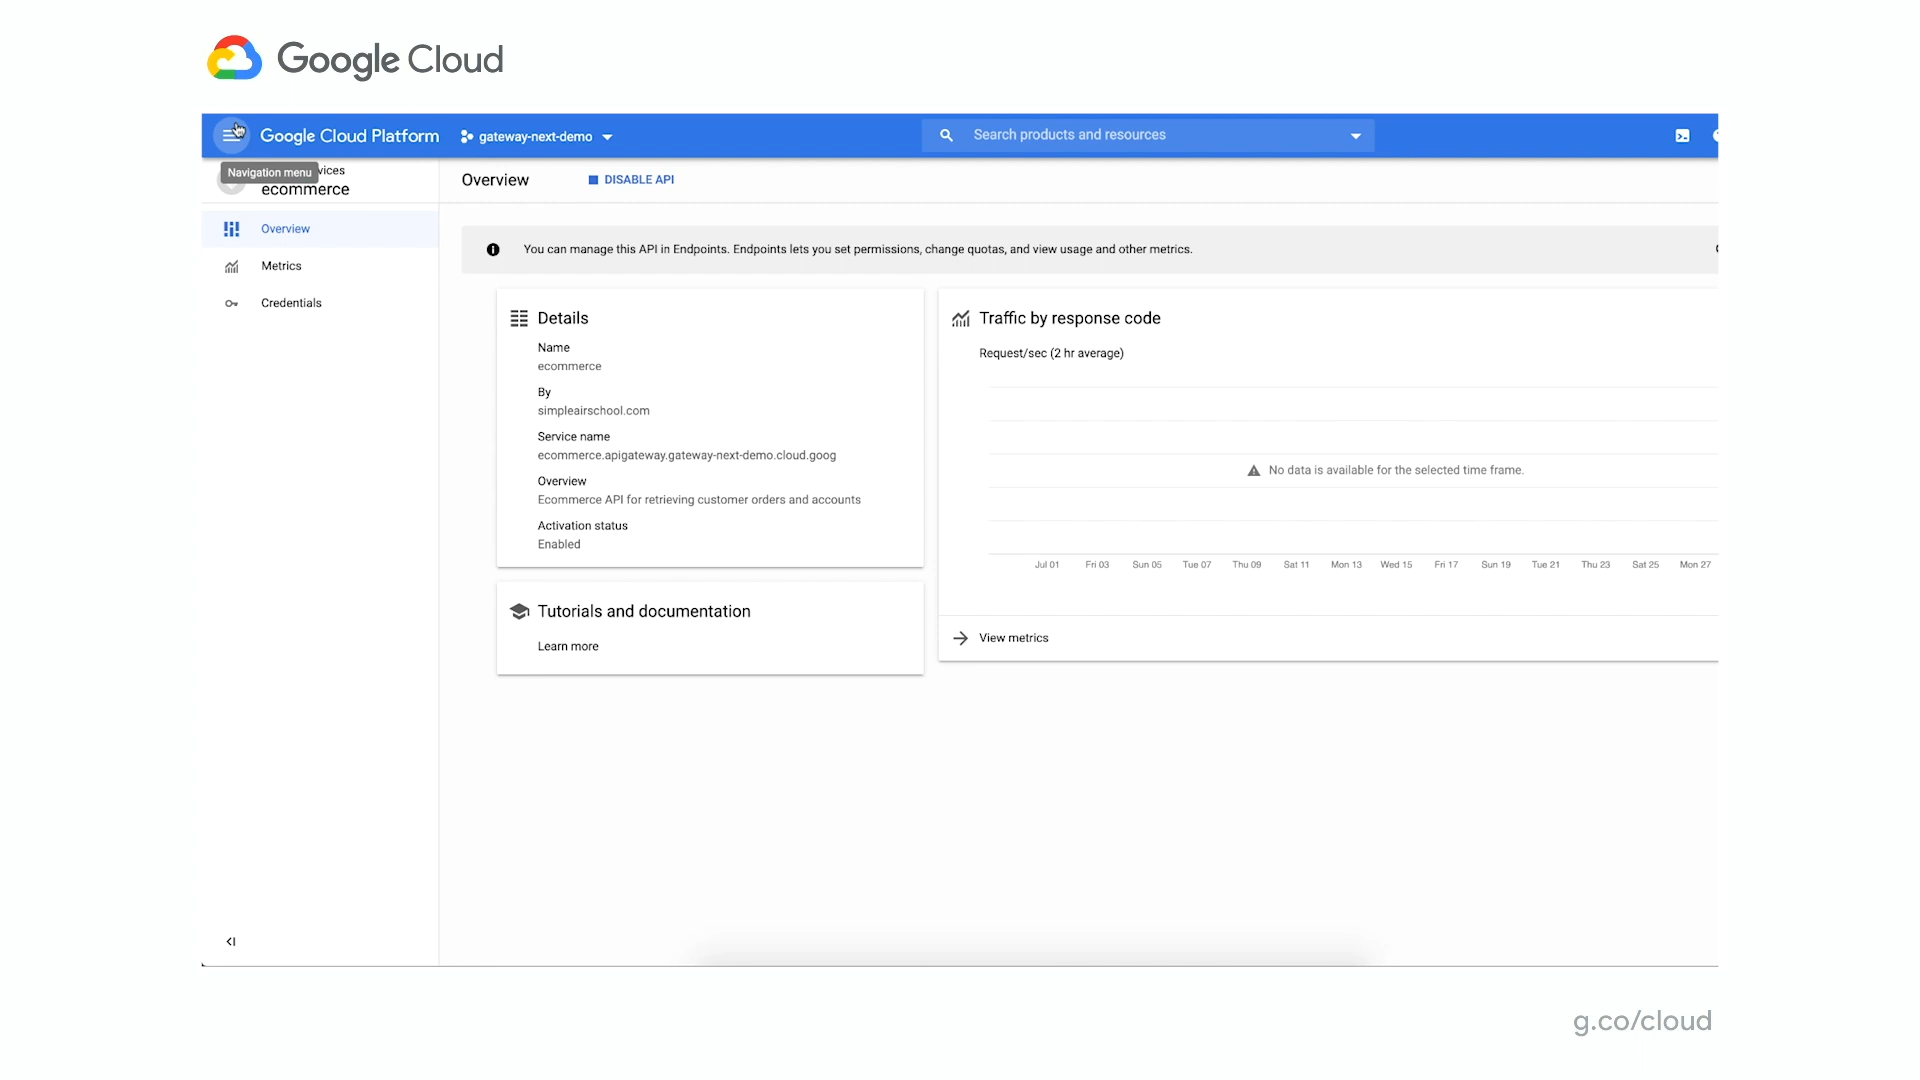 Google Cloud
Google Cloud Platform
gateway-next-demo
Search products and resources
Navigation menu
ecommerce
Overview
DISABLE API
Overview
Metrics
Credentials
You can manage this API in Endpoints. Endpoints lets you set permissions, change quotas, and view usage and other metrics.
Details
Name
ecommerce
By
simpleairschool.com
Service name
ecommerce.apigateway.gateway-next-demo.cloud.goog
Overview
Ecommerce API for retrieving customer orders and accounts
Activation status
Enabled
Tutorials and documentation
Learn more
Traffic by response code
Request/sec (2 hr average)
No data is available for the selected time frame.
Jul 01 Fri 03 Sun 05 Tue 07 Thu 09 Sat 11 Mon 13 Wed 15 Fri 17 Sun 19 Tue 21 Thu 23 Sat 25 Mon 27
View metrics
g.co/cloud